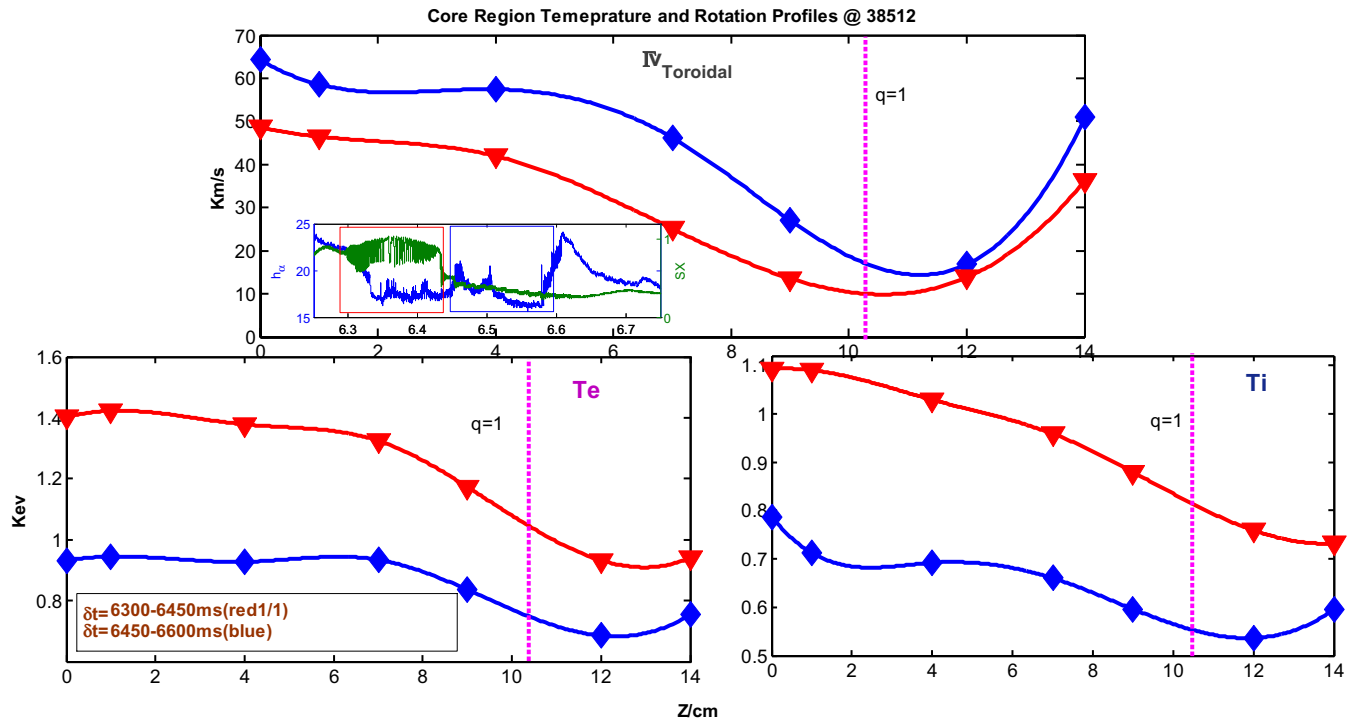 Core Region Temeprature and Rotation Profiles @ 38512
70
60
50
40
30
20
10
0
Km/s
Toroidal
q=1
25
20
15
hα
1
0
SX
6.3 6.4 6.5 6.6 6.7
0 2 4 6 8 10 12 14
1.6
1.4
1.2
1
0.8
Kev
Te
q=1
δt=6300-6450ms(red1/1)
δt=6450-6600ms(blue)
0 2 4 6 8 10 12 14
1.1
1
0.9
0.8
0.7
0.6
0.5
Ti
q=1
0 2 4 6 8 10 12 14
Z/cm